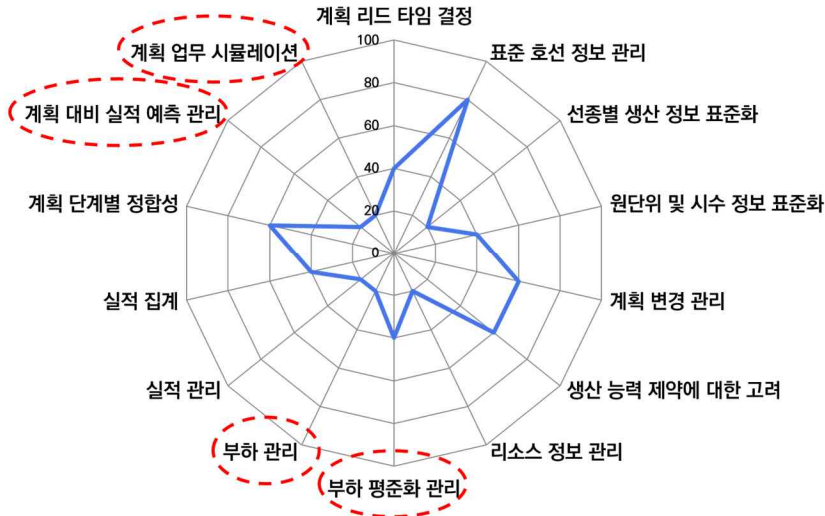 계획 리드 타임 결정
표준 호선 정보 관리
선종별 생산 정보 표준화
원단위 및 시수 정보 표준화
계획 변경 관리
생산 능력 제약에 대한 고려
리소스 정보 관리
부하 평준화 관리
부하 관리
실적 관리
실적 집계
계획 단계별 정합성
계획 대비 실적 예측 관리
계획 업무 시뮬레이션
100
80
60
40
20
0